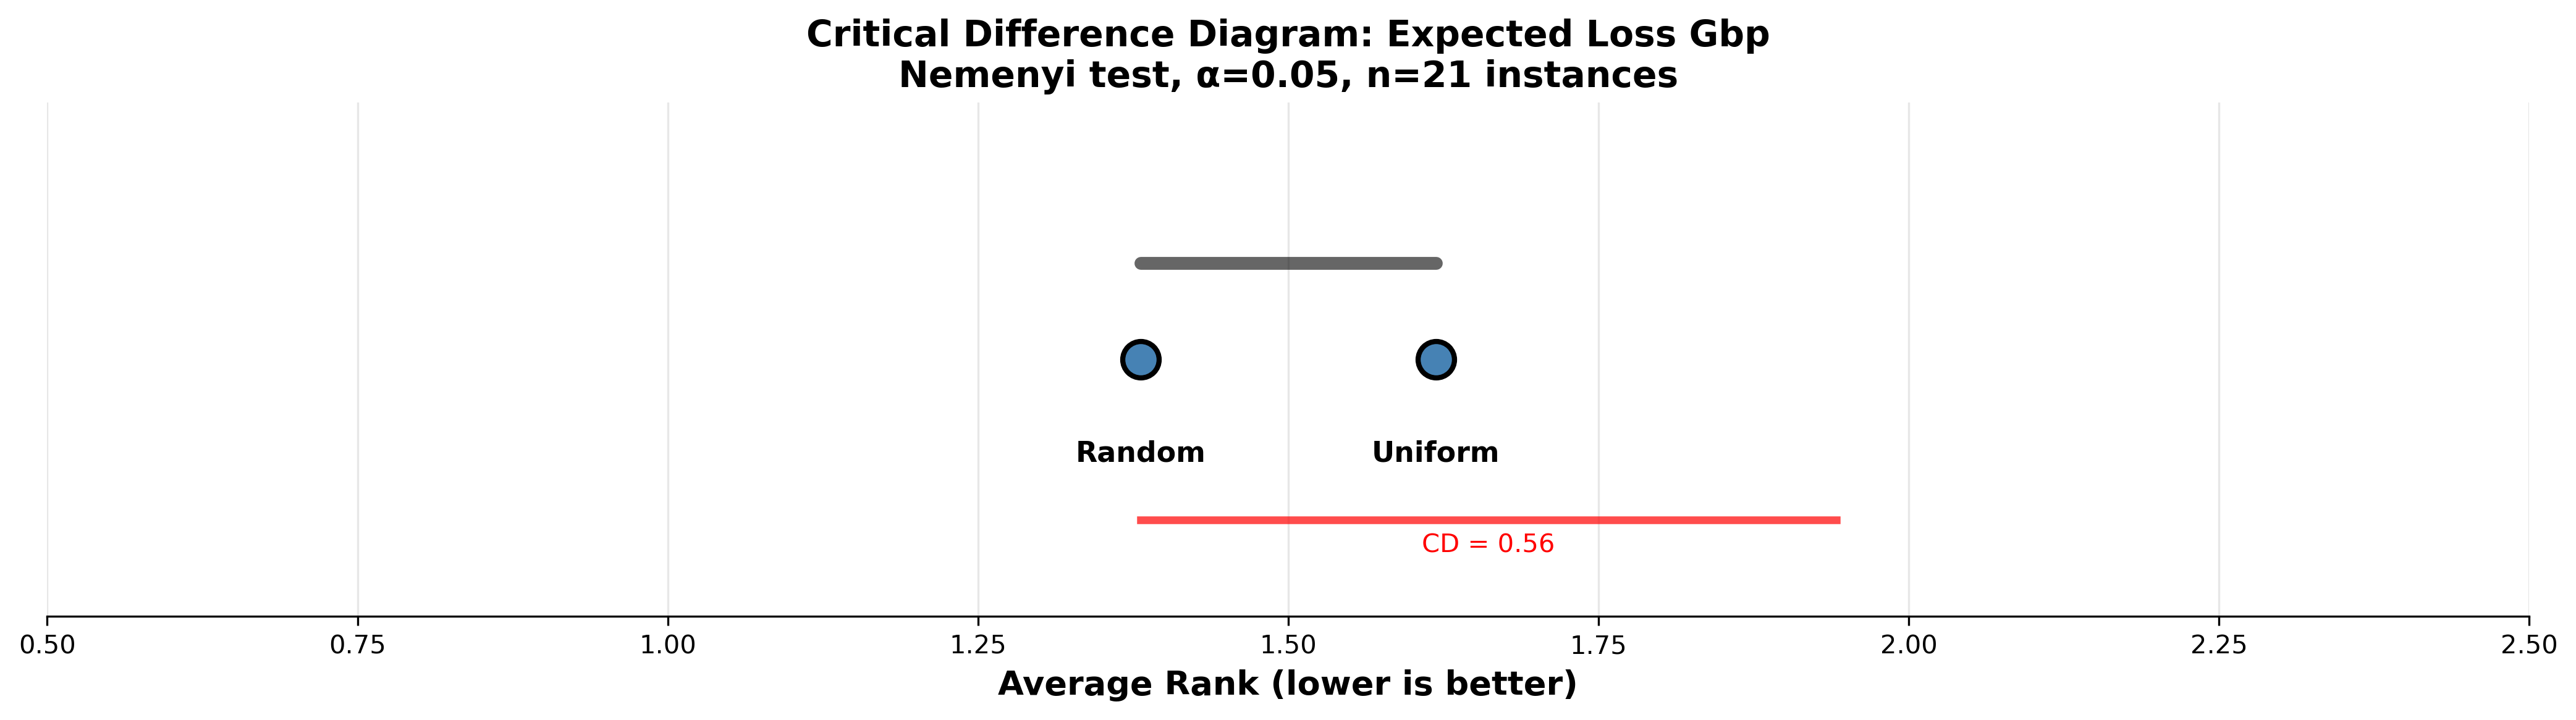 Critical Difference Diagram: Expected Loss Gbp
Nemenyi test, α=0.05, n=21 instances
Random Uniform
CD = 0.56
0.50 0.75 1.00 1.25 1.50 1.75 2.00 2.25 2.50
Average Rank (lower is better)